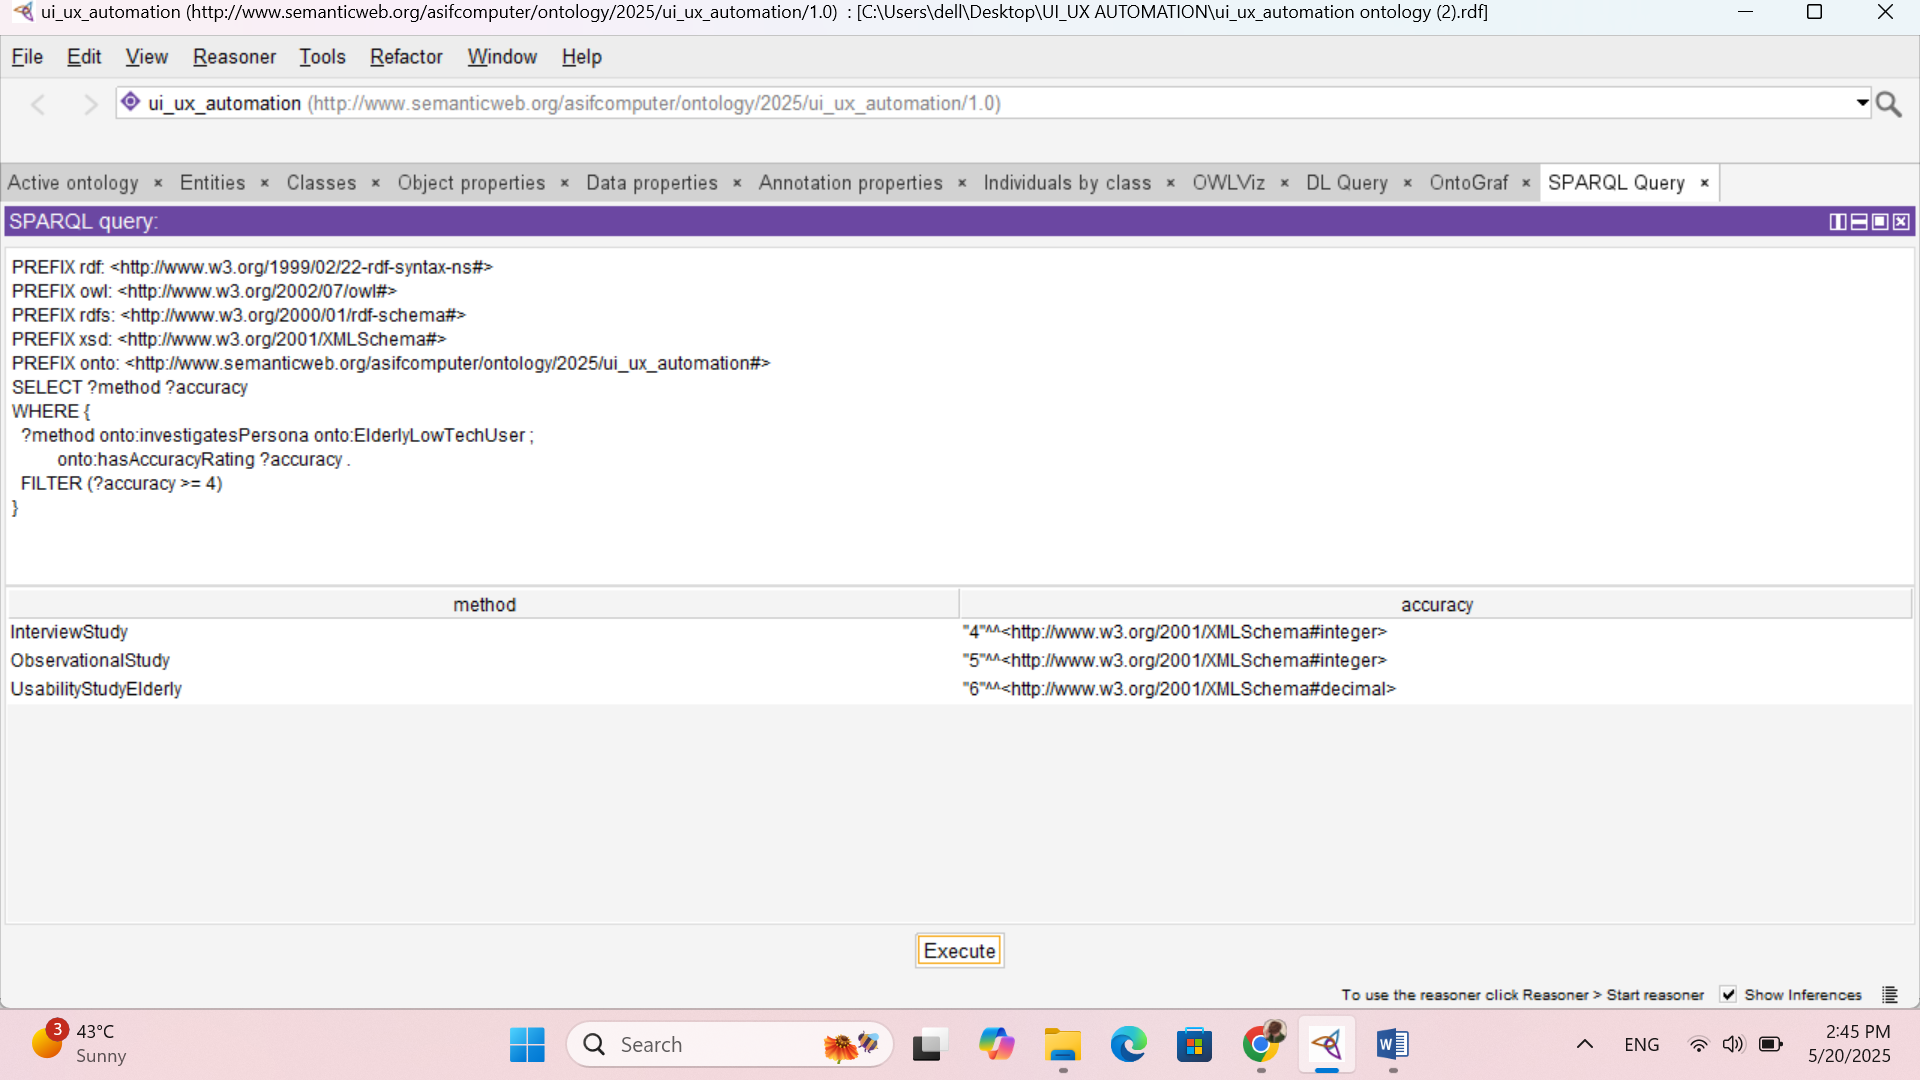 ui_ux_automation (http://www.semanticweb.org/asifcomputer/ontology/2025/ui_ux_automation/1.0)  : [C:\Users\dell\Desktop\UI_UX AUTOMATION\ui_ux_automation ontology (2).rdf]
File Edit View Reasoner Tools Refactor Window Help
ui_ux_automation (http://www.semanticweb.org/asifcomputer/ontology/2025/ui_ux_automation/1.0)
Active ontology × Entities × Classes × Object properties × Data properties × Annotation properties × Individuals by class × OWLViz × DL Query × OntoGraf × SPARQL Query ×
SPARQL query:
PREFIX rdf: <http://www.w3.org/1999/02/22-rdf-syntax-ns#>
PREFIX owl: <http://www.w3.org/2002/07/owl#>
PREFIX rdfs: <http://www.w3.org/2000/01/rdf-schema#>
PREFIX xsd: <http://www.w3.org/2001/XMLSchema#>
PREFIX onto: <http://www.semanticweb.org/asifcomputer/ontology/2025/ui_ux_automation#>
SELECT ?method ?accuracy
WHERE {
?method onto:investigatesPersona onto:ElderlyLowTechUser ;
onto:hasAccuracyRating ?accuracy .
FILTER (?accuracy >= 4)
}
method accuracy
InterviewStudy "4"^^<http://www.w3.org/2001/XMLSchema#integer>
ObservationalStudy "5"^^<http://www.w3.org/2001/XMLSchema#integer>
UsabilityStudyElderly "6"^^<http://www.w3.org/2001/XMLSchema#decimal>
Execute
To use the reasoner click Reasoner > Start reasoner Show Inferences
3 43°C
Sunny
Search
ENG
2:45 PM
5/20/2025